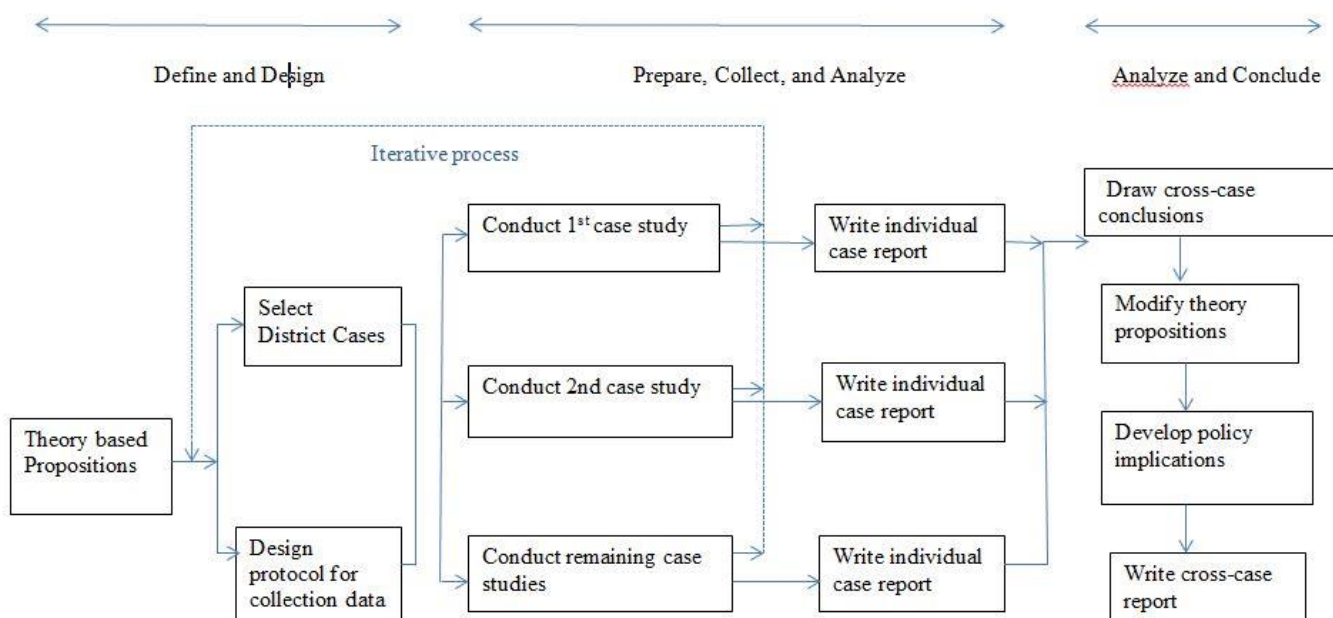 Define and Design
Prepare, Collect, and Analyze
Analyze and Conclude
Iterative process
Draw cross-case
conclusions
Conduct 1st case study
Write individual
case report
Select
District Cases
Modify theory
propositions
Conduct 2nd case study
Write individual
case report
Theory based
Propositions
Develop policy
implications
Design
protocol for
collection data
Conduct remaining case
studies
Write individual
case report
Write cross-case
report